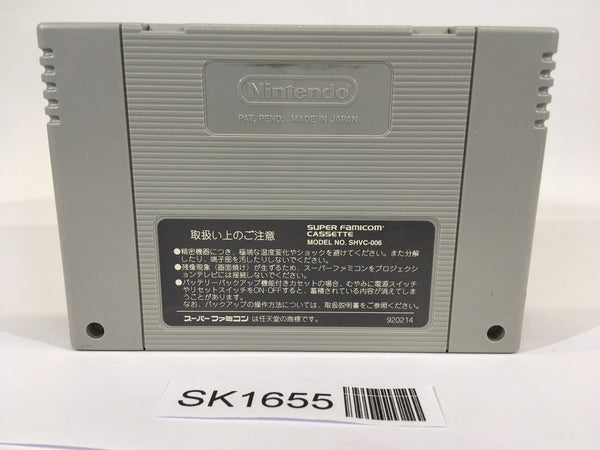 Nintendo
PAT. PEND. MADE IN JAPAN
取扱い上のご注意
SUPER FAMICOM
CASSETTE
MODEL NO. SHVC-006
●精密機器につき、極端な温度変化やショックを避けてください。また分解
したり、端子部を汚したりしないでください。
●残像現象（画面焼け）が生ずるため、スーパーファミコンをプロジェクショ
ンテレビには接続しないでください。
●バッテリーバックアップ機能付きカセットの場合、むやみに電源スイッチ
やリセットスイッチをON·OFFすると、蓄積されている内容が消えてしま
うことがあります。
なお、バックアップの操作方法については、取扱説明書をご参照ください。
スーパーファミコン は任天堂の商標です。
920214
SK1655